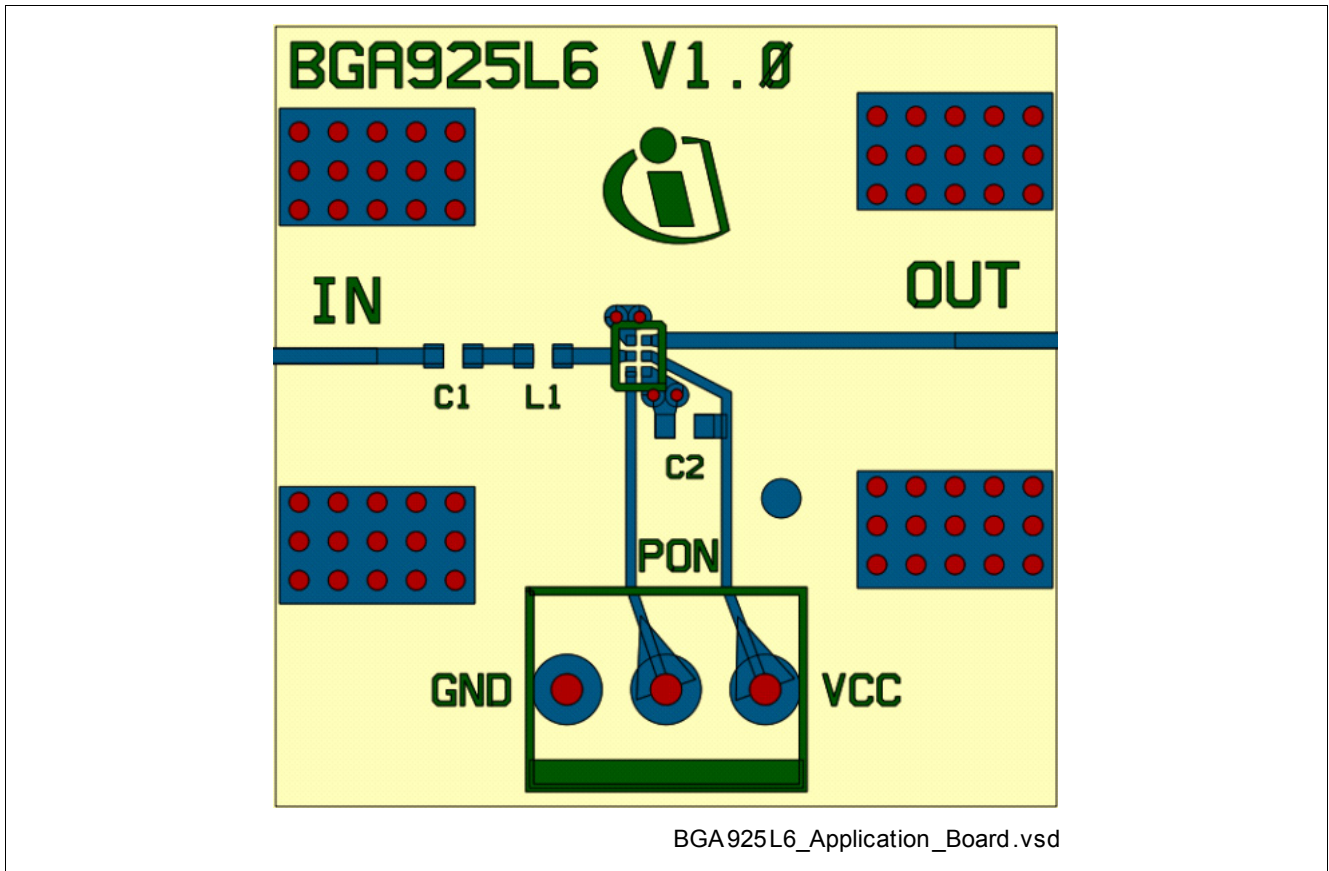 BGA925L6 V1.0
IN
OUT
C1
L1
C2
PON
GND
VCC
BGA925L6_Application_Board.vsd